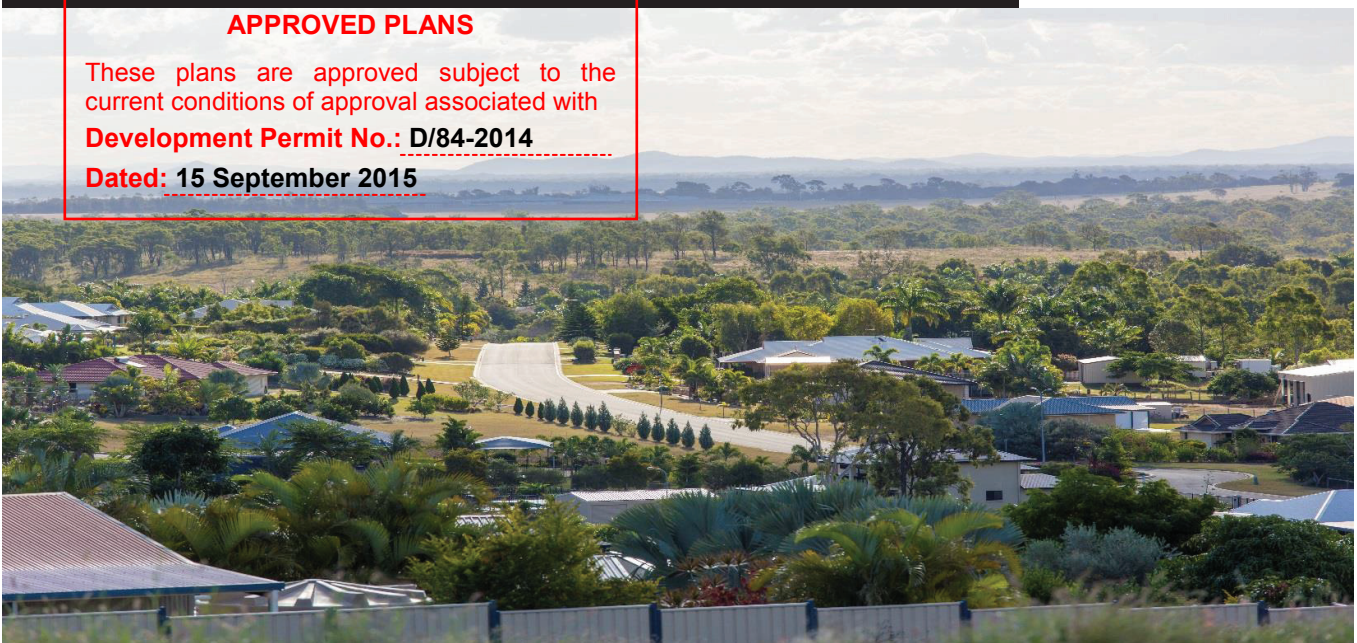 APPROVED PLANS
These plans are approved subject to the
current conditions of approval associated with
Development Permit No.: D/84-2014
Dated: 15 September 2015